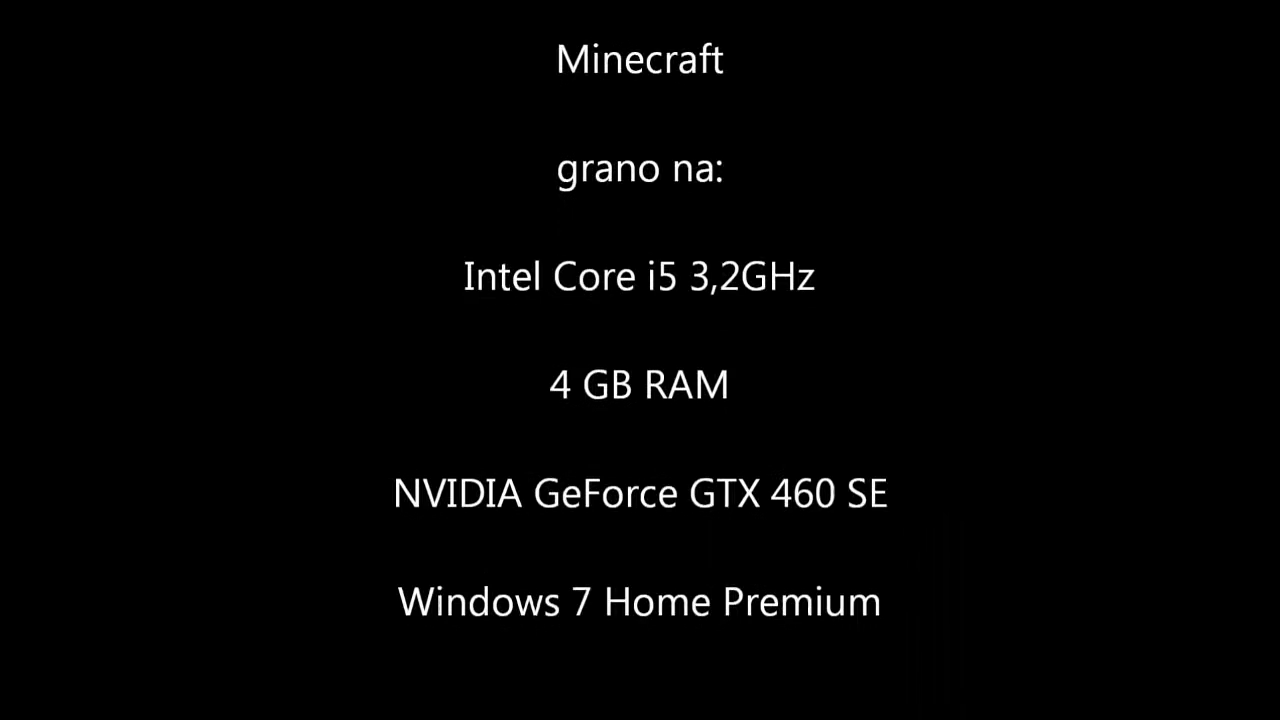 Minecraft
grano na:
Intel Core i5 3,2GHz
4 GB RAM
NVIDIA GeForce GTX 460 SE
Windows 7 Home Premium